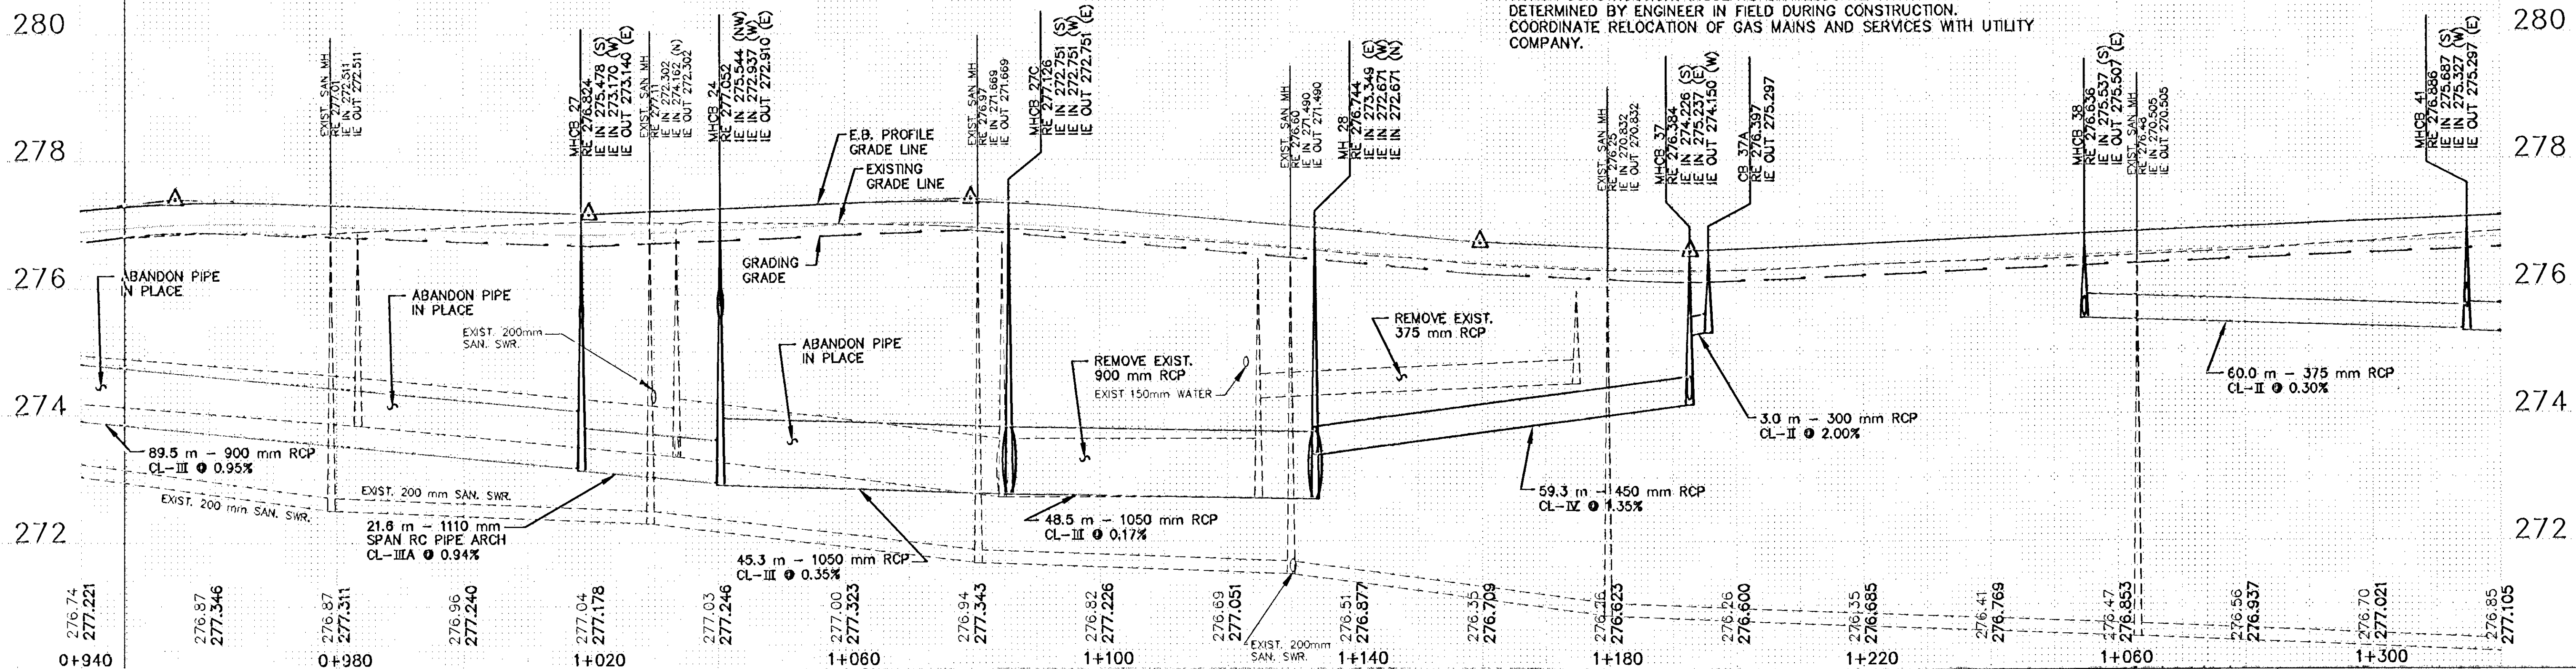 DETERMINED BY ENGINEER IN FIELD DURING CONSTRUCTION.
COORDINATE RELOCATION OF GAS MAINS AND SERVICES WITH UTILITY
COMPANY.
280
278
276
274
272
280
278
276
274
272
EXIST. SAN MH
RE 277.01
IE IN 272.511
IE OUT 272.511
MHCB 27
RE 276.824
IE IN 275.478 (S)
IE IN 273.170 (W)
IE OUT 273.140 (E)
EXIST. SAN MH
RE 277.11
IE IN 272.302
IE IN 274.162 (N)
IE OUT 272.302
MHCB 24
RE 277.052
IE IN 275.544 (NW)
IE IN 272.937 (W)
IE OUT 272.910 (E)
EXIST. SAN MH
RE 276.97
IE IN 271.669
IE OUT 271.669
MHCB 27C
RE 277.126
IE IN 272.751 (S)
IE IN 272.751 (W)
IE OUT 272.751 (E)
EXIST. SAN MH
RE 276.60
IE IN 271.490
IE OUT 271.490
MH 28
RE 276.744
IE IN 273.349 (E)
IE IN 272.671 (W)
IE IN 272.671 (N)
EXIST. SAN MH
RE 276.25
IE IN 270.832
IE OUT 270.832
MHCB 37
RE 276.384
IE IN 274.226 (S)
IE IN 275.237 (E)
IE OUT 274.150 (W)
CB 37A
RE 276.397
IE OUT 275.297
MHCB 38
RE 276.636
IE IN 275.537 (S)
IE OUT 275.507 (E)
EXIST. SAN MH
RE 276.48
IE IN 270.505
IE OUT 270.505
MHCB 41
RE 276.886
IE IN 275.687 (S)
IE IN 275.327 (W)
IE OUT 275.297 (E)
E.B. PROFILE
GRADE LINE
EXISTING
GRADE LINE
GRADING
GRADE
ABANDON PIPE
IN PLACE
ABANDON PIPE
IN PLACE
EXIST. 200mm
SAN. SWR.
ABANDON PIPE
IN PLACE
REMOVE EXIST.
900 mm RCP
EXIST 150mm WATER
REMOVE EXIST.
375 mm RCP
60.0 m - 375 mm RCP
CL-II @ 0.30%
3.0 m - 300 mm RCP
CL-II @ 2.00%
89.5 m - 900 mm RCP
CL-III @ 0.95%
EXIST. 200 mm SAN. SWR.
EXIST. 200 mm SAN. SWR.
21.6 m - 1110 mm
SPAN RC PIPE ARCH
CL-IIIA @ 0.94%
45.3 m - 1050 mm RCP
CL-III @ 0.35%
48.5 m - 1050 mm RCP
CL-III @ 0.17%
59.3 m - 450 mm RCP
CL-IV @ 1.35%
EXIST. 200mm
SAN. SWR.
276.74
277.221
276.87
277.346
276.87
277.311
276.96
277.240
277.04
277.178
277.03
277.246
277.00
277.323
276.94
277.343
276.82
277.226
276.69
277.051
276.51
276.877
276.35
276.709
276.26
276.623
276.26
276.600
276.35
276.685
276.41
276.769
276.47
276.853
276.56
276.937
276.70
277.021
276.85
277.105
0+940
0+980
1+020
1+060
1+100
1+140
1+180
1+220
1+060
1+300